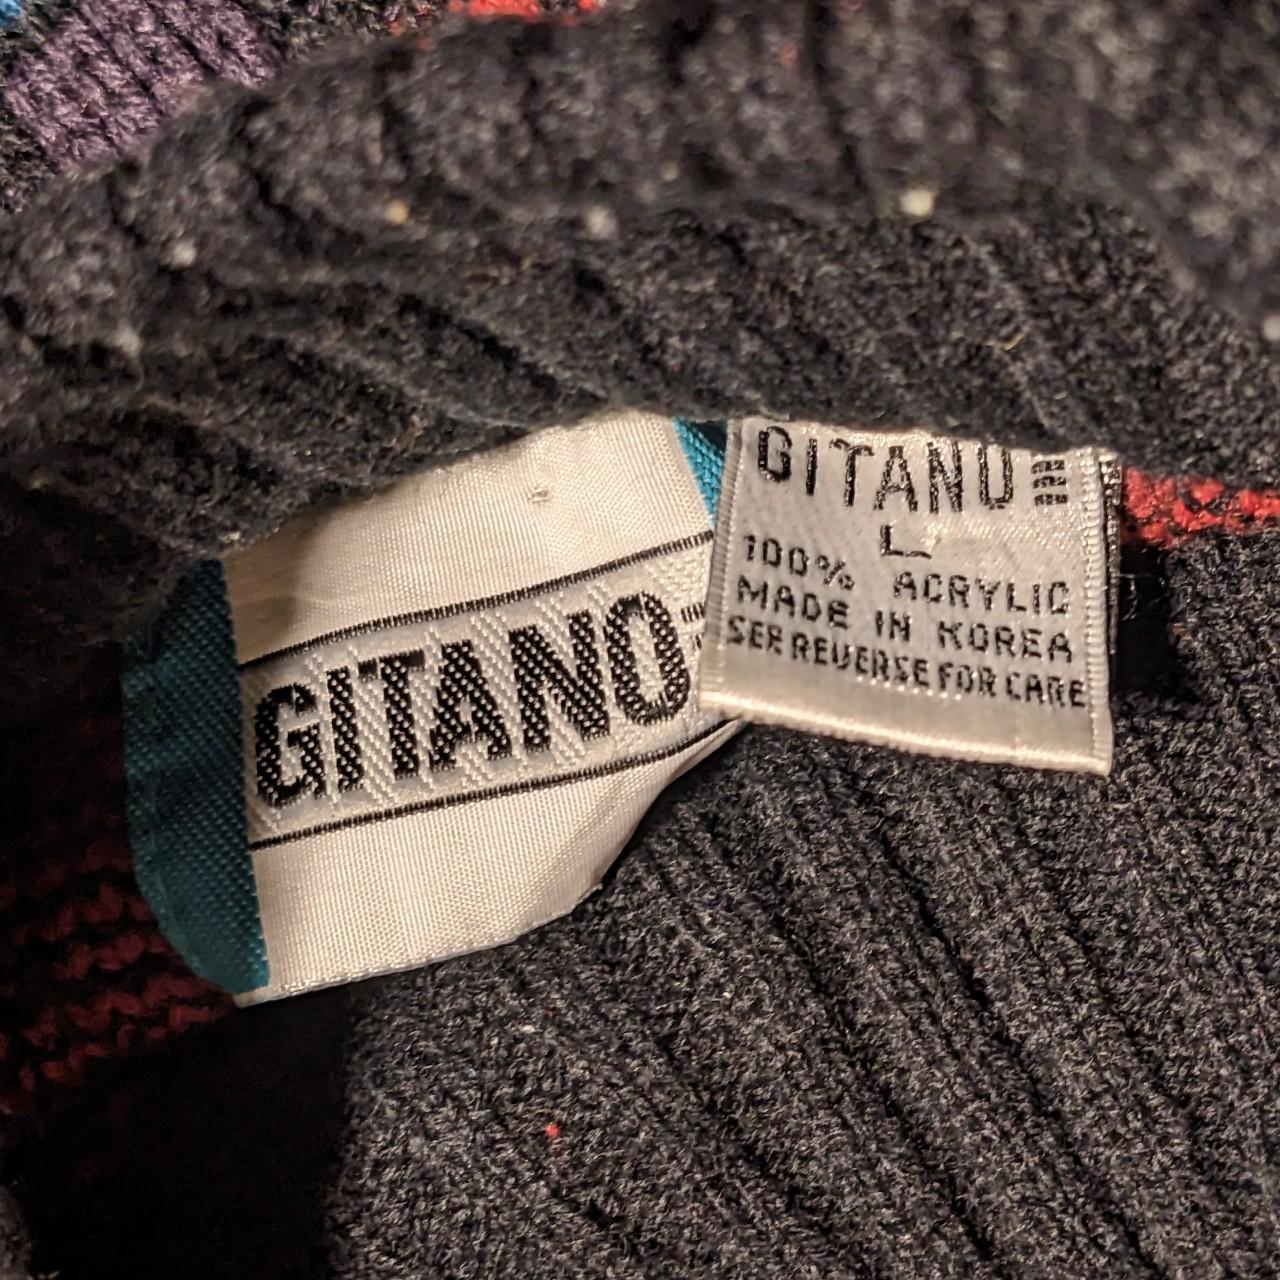 GITANO
GITANO
L
100% ACRYLIC
MADE IN KOREA
SEE REVERSE FOR CARE